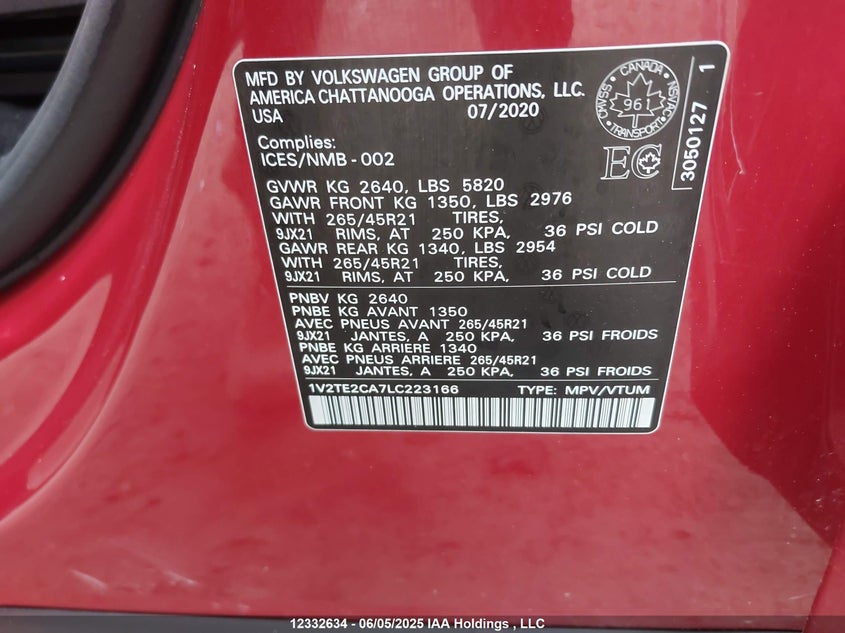 MFD BY VOLKSWAGEN GROUP OF
AMERICA CHATTANOOGA OPERATIONS, LLC.
USA 07/2020
CANADA
CMVSS NSVAC
961
TRANSPORT
EC
3050127 1
Complies:
ICES/NMB - 002
GVWR KG 2640, LBS 5820
GAWR FRONT KG 1350, LBS 2976
WITH 265/45R21 TIRES,
9JX21 RIMS, AT 250 KPA, 36 PSI COLD
GAWR REAR KG 1340, LBS 2954
WITH 265/45R21 TIRES,
9JX21 RIMS, AT 250 KPA, 36 PSI COLD
PNBV KG 2640
PNBE KG AVANT 1350
AVEC PNEUS AVANT 265/45R21
9JX21 JANTES, A 250 KPA, 36 PSI FROIDS
PNBE KG ARRIERE 1340
AVEC PNEUS ARRIERE 265/45R21
9JX21 JANTES, A 250 KPA, 36 PSI FROIDS
1V2TE2CA7LC223166 TYPE: MPV/VTUM
12332634 - 06/05/2025 IAA Holdings , LLC